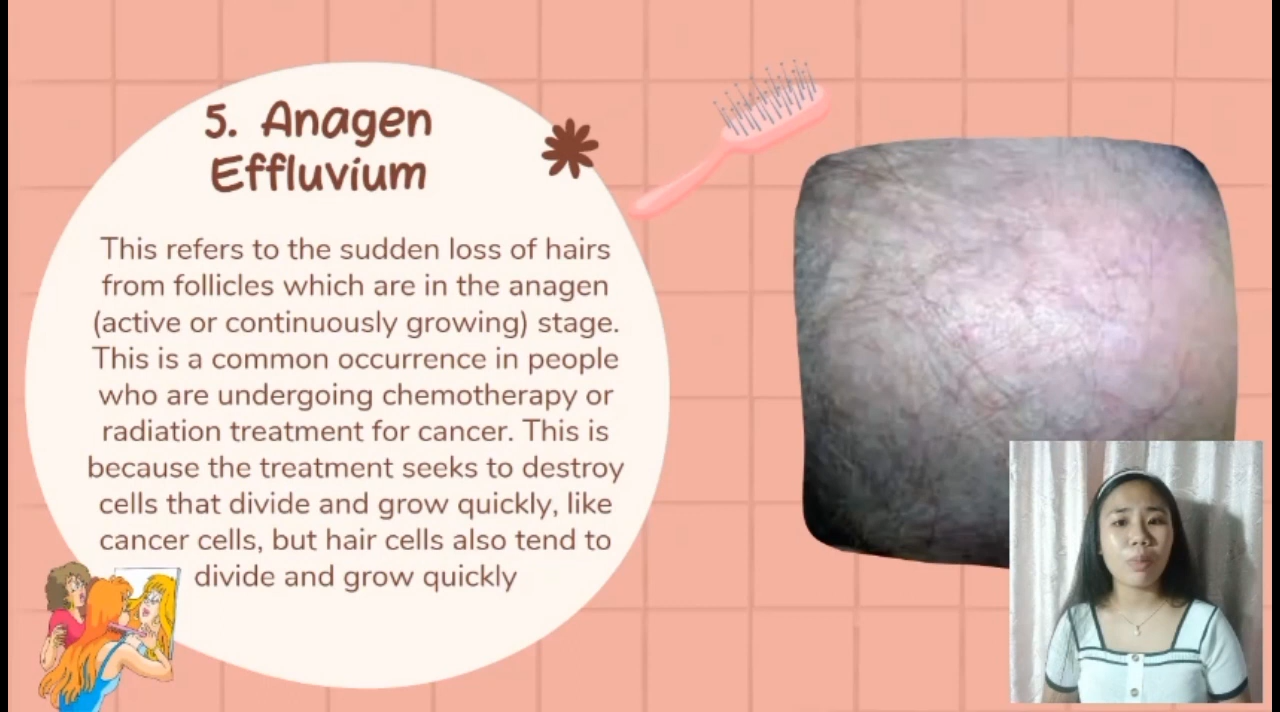 5. Anagen
Effluvium
This refers to the sudden loss of hairs
from follicles which are in the anagen
(active or continuously growing) stage.
This is a common occurrence in people
who are undergoing chemotherapy or
radiation treatment for cancer. This is
because the treatment seeks to destroy
cells that divide and grow quickly, like
cancer cells, but hair cells also tend to
divide and grow quickly